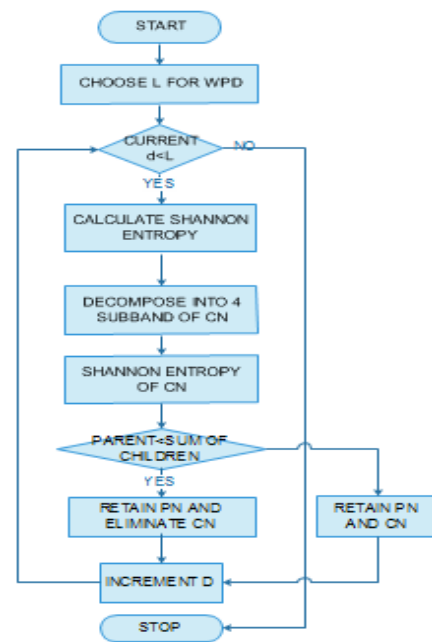 START
CHOOSE L FOR WPD
CURRENT
d<L
NO
YES
CALCULATE SHANNON
ENTROPY
DECOMPOSE INTO 4
SUBBAND OF CN
SHANNON ENTROPY
OF CN
PARENT<SUM OF
CHILDREN
YES
RETAIN PN AND
ELIMINATE CN
RETAIN PN
AND CN
INCREMENT D
STOP